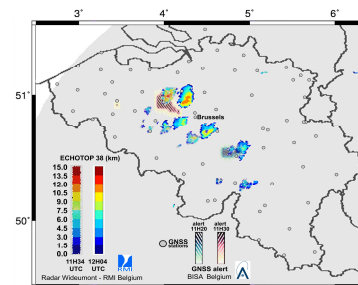 3° 4° 5° 6°
51°
Brussels
ECHOTOP 38 (km)
15.0
13.5
12.0
10.5
9.0
7.5
6.0
4.5
3.0
1.5
0.0
50°
11H34 12H04
UTC UTC
RMI
Radar Wideumont - RMI Belgium
GNSS
stations
alert alert
11H20 11H30
GNSS alert
BISA Belgium